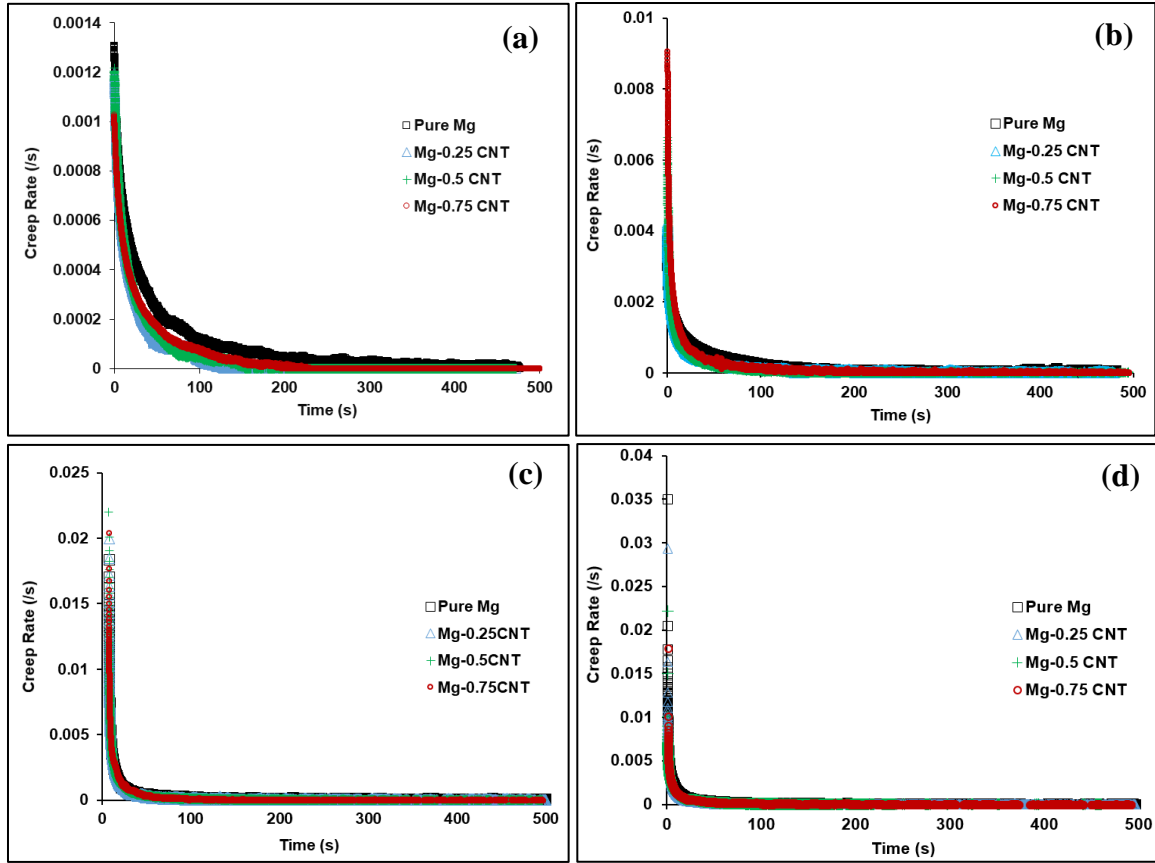 (a)
0.0014
0.0012
0.001
0.0008
0.0006
0.0004
0.0002
0
Creep Rate (/s)
Pure Mg
Mg-0.25 CNT
Mg-0.5 CNT
Mg-0.75 CNT
0 100 200 300 400 500
Time (s)
(b)
0.01
0.008
0.006
0.004
0.002
0
Creep Rate (/s)
Pure Mg
Mg-0.25 CNT
Mg-0.5 CNT
Mg-0.75 CNT
0 100 200 300 400 500
Time (s)
(c)
0.025
0.02
0.015
0.01
0.005
0
Creep Rate (/s)
Pure Mg
Mg-0.25CNT
Mg-0.5CNT
Mg-0.75CNT
0 100 200 300 400 500
Time (s)
(d)
0.04
0.035
0.03
0.025
0.02
0.015
0.01
0.005
0
Creep Rate (/s)
Pure Mg
Mg-0.25 CNT
Mg-0.5 CNT
Mg-0.75 CNT
0 100 200 300 400 500
Time (s)